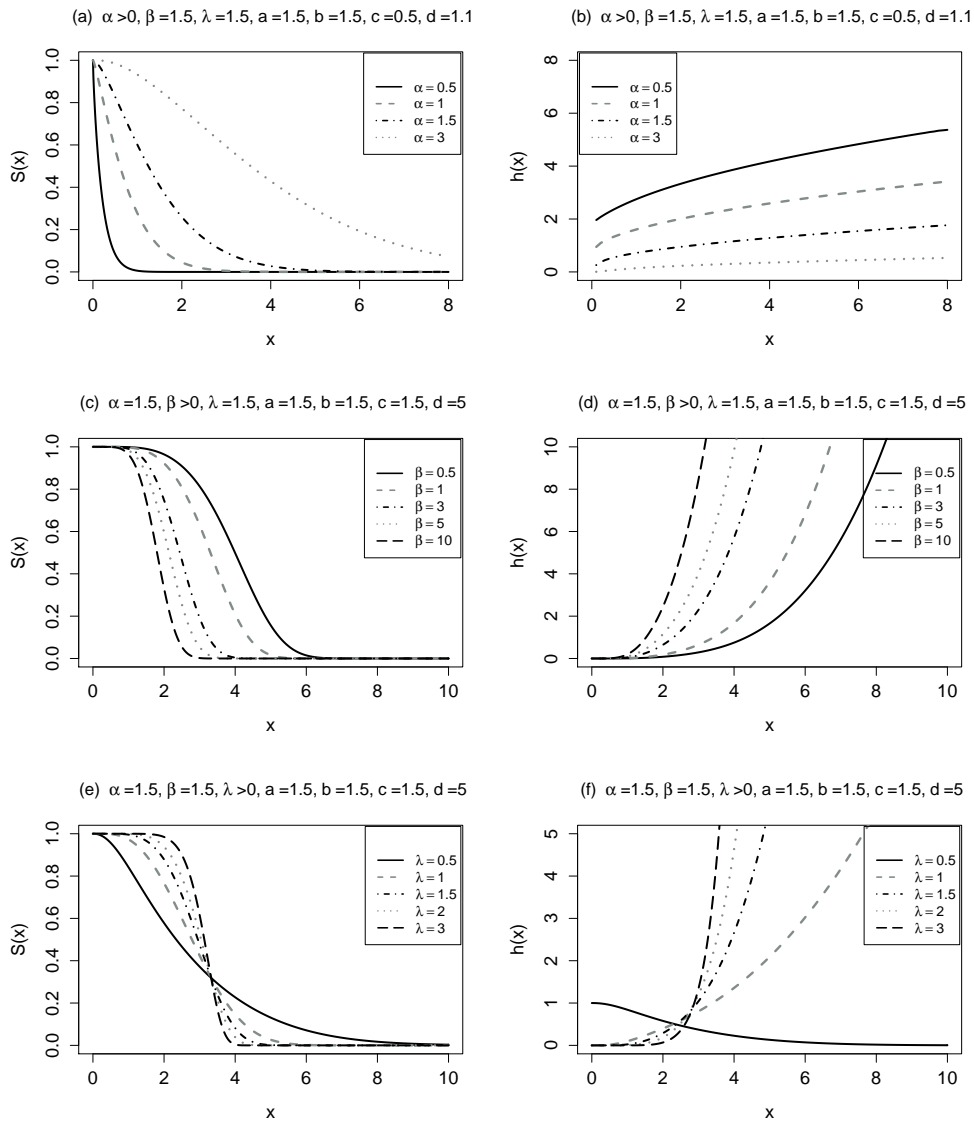 (a) α >0, β =1.5, λ =1.5, a =1.5, b =1.5, c =0.5, d =1.1
S(x)
1.0
0.8
0.6
0.4
0.2
0.0
α = 0.5
α = 1
α = 1.5
α = 3
0 2 4 6 8
x
(b) α >0, β =1.5, λ =1.5, a =1.5, b =1.5, c =0.5, d =1.1
h(x)
8
6
4
2
0
α = 0.5
α = 1
α = 1.5
α = 3
0 2 4 6 8
x
(c) α =1.5, β >0, λ =1.5, a =1.5, b =1.5, c =1.5, d =5
S(x)
1.0
0.8
0.6
0.4
0.2
0.0
β = 0.5
β = 1
β = 3
β = 5
β = 10
0 2 4 6 8 10
x
(d) α =1.5, β >0, λ =1.5, a =1.5, b =1.5, c =1.5, d =5
h(x)
10
8
6
4
2
0
β = 0.5
β = 1
β = 3
β = 5
β = 10
0 2 4 6 8 10
x
(e) α =1.5, β =1.5, λ >0, a =1.5, b =1.5, c =1.5, d =5
S(x)
1.0
0.8
0.6
0.4
0.2
0.0
λ = 0.5
λ = 1
λ = 1.5
λ = 2
λ = 3
0 2 4 6 8 10
x
(f) α =1.5, β =1.5, λ >0, a =1.5, b =1.5, c =1.5, d =5
h(x)
5
4
3
2
1
0
λ = 0.5
λ = 1
λ = 1.5
λ = 2
λ = 3
0 2 4 6 8 10
x